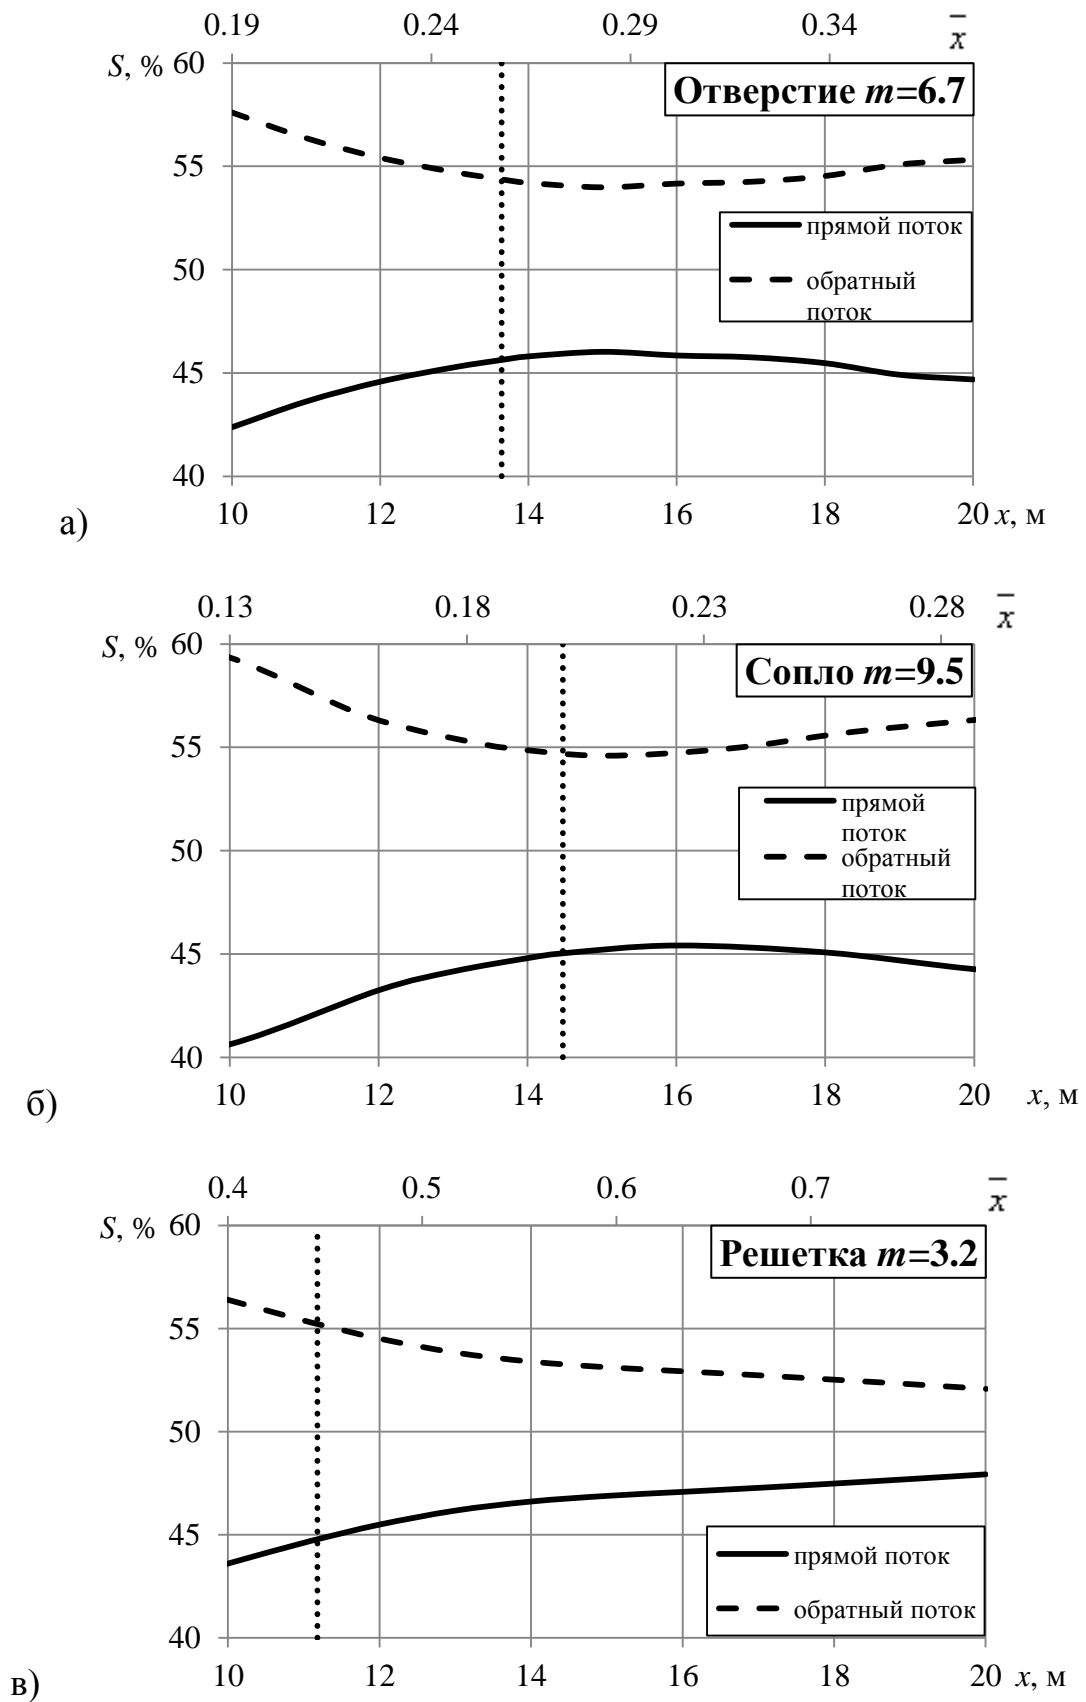 0.19 0.24 0.29 0.34 x̅
S, % 60
Отверстие m=6.7
55
прямой поток
50
обратный
поток
45
40
10 12 14 16 18 20 x, м
а)
0.13 0.18 0.23 0.28 x̅
S, % 60
Сопло m=9.5
55
прямой
поток
50
обратный
поток
45
40
10 12 14 16 18 20 x, м
б)
0.4 0.5 0.6 0.7 x̅
S, % 60
Решетка m=3.2
55
50
45
прямой поток
обратный поток
40
10 12 14 16 18 20 x, м
в)